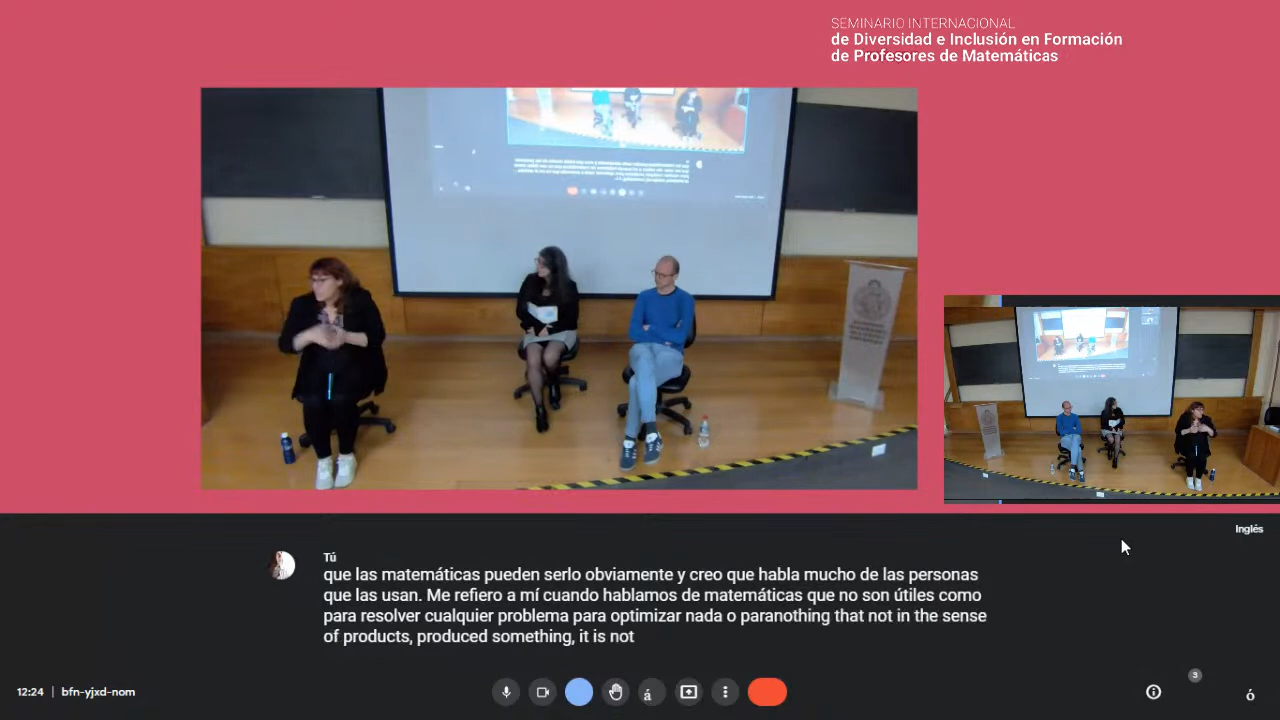 SEMINARIO INTERNACIONAL
de Diversidad e Inclusión en Formación
de Profesores de Matemáticas
Inglés
Tú
que las matemáticas pueden serlo obviamente y creo que habla mucho de las personas
que las usan. Me refiero a mí cuando hablamos de matemáticas que no son útiles como
para resolver cualquier problema para optimizar nada o paranothing that not in the sense
of products, produced something, it is not
12:24 | bfn-yjxd-nom
á
3
ó